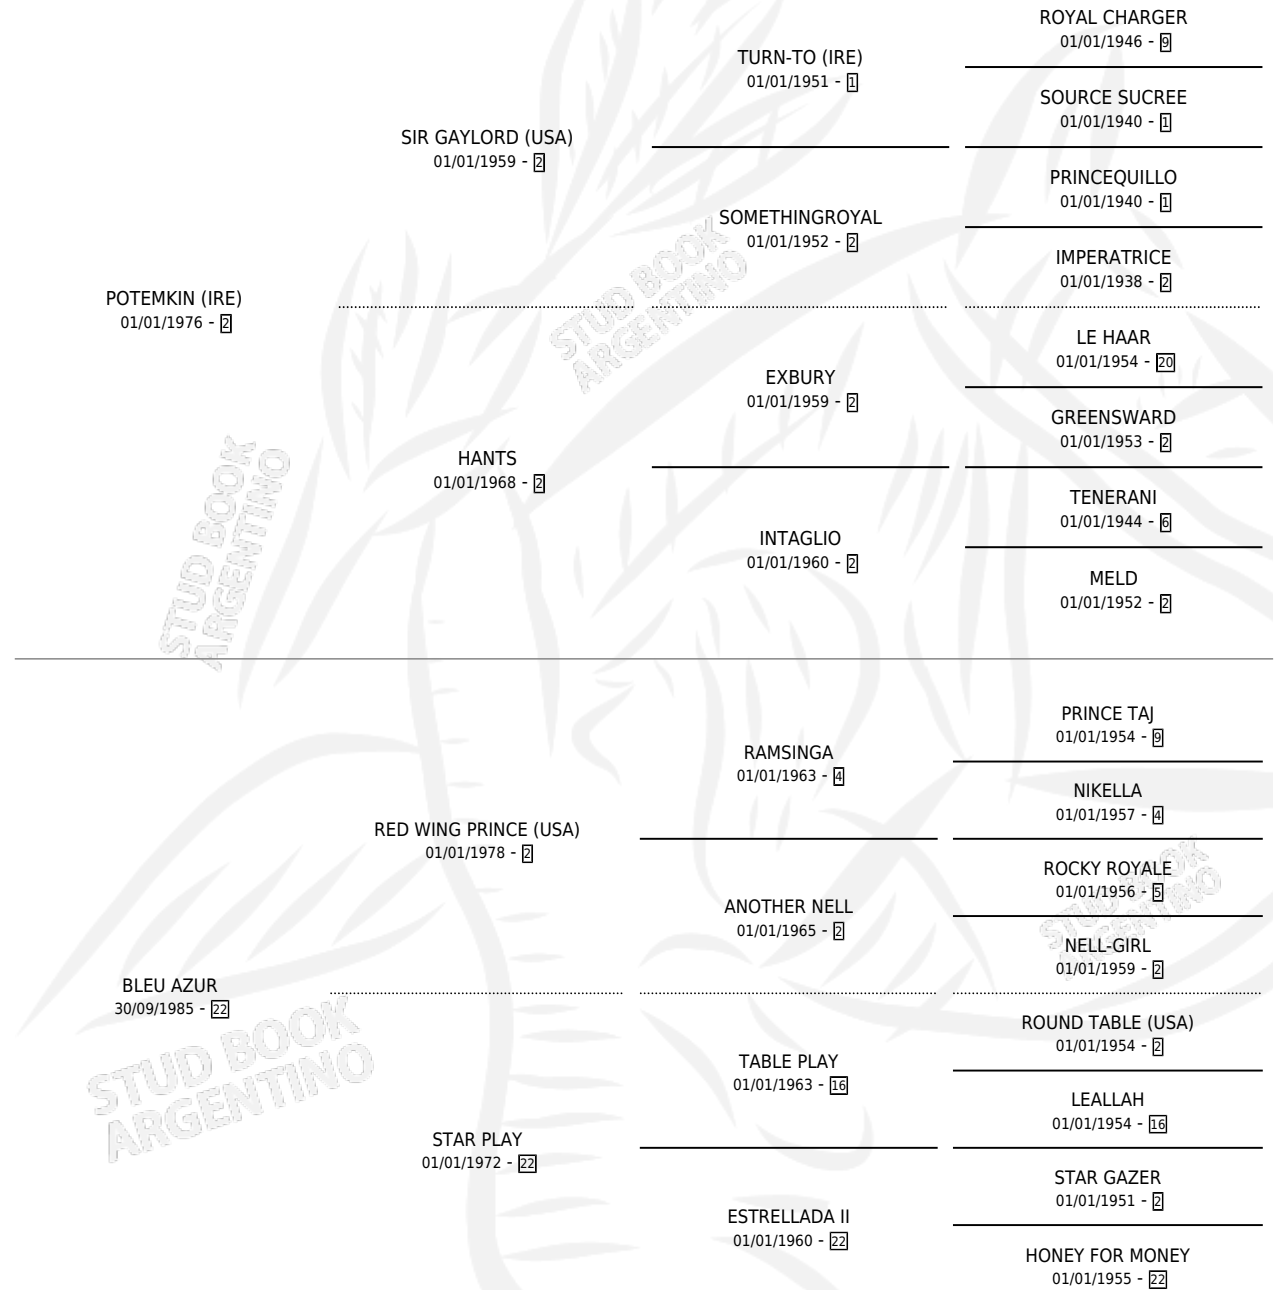 ROYAL CHARGER
01/01/1946 - 9
TURN-TO (IRE)
01/01/1951 - 1
SOURCE SUCREE
01/01/1940 - 1
SIR GAYLORD (USA)
01/01/1959 - 2
PRINCEQUILLO
01/01/1940 - 1
SOMETHINGROYAL
01/01/1952 - 2
IMPERATRICE
01/01/1938 - 2
POTEMKIN (IRE)
01/01/1976 - 2
STUD BOOK
ARGENTINO
LE HAAR
01/01/1954 - 20
EXBURY
01/01/1959 - 2
GREENSWARD
01/01/1953 - 2
HANTS
01/01/1968 - 2
STUD BOOK
ARGENTINO
TENERANI
01/01/1944 - 6
INTAGLIO
01/01/1960 - 2
MELD
01/01/1952 - 2
PRINCE TAJ
01/01/1954 - 9
RAMSINGA
01/01/1963 - 4
NIKELLA
01/01/1957 - 4
RED WING PRINCE (USA)
01/01/1978 - 2
ROCKY ROYALE
01/01/1956 - 5
STUD BOOK
ARGENTINO
ANOTHER NELL
01/01/1965 - 2
NELL-GIRL
01/01/1959 - 2
BLEU AZUR
30/09/1985 - 22
STUD BOOK
ARGENTINO
ROUND TABLE (USA)
01/01/1954 - 2
TABLE PLAY
01/01/1963 - 16
LEALLAH
01/01/1954 - 16
STAR PLAY
01/01/1972 - 22
STAR GAZER
01/01/1951 - 2
ESTRELLADA II
01/01/1960 - 22
HONEY FOR MONEY
01/01/1955 - 22